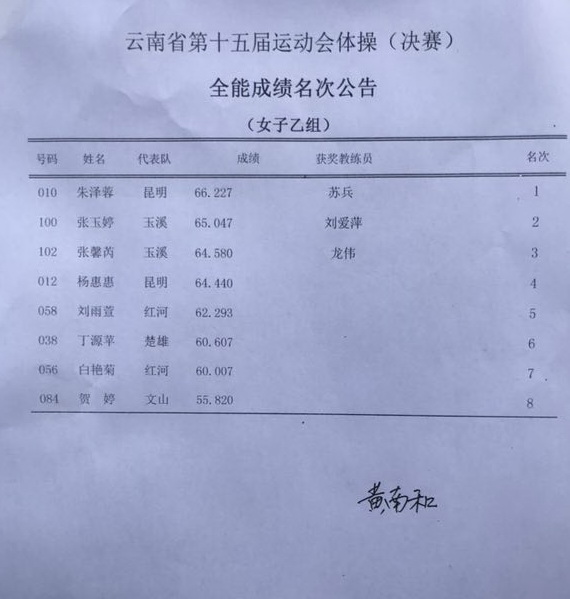 云南省第十五届运动会体操（决赛）
全能成绩名次公告
（女子乙组）
号码 姓名 代表队 成绩 获奖教练员 名次
010 朱泽蓉 昆明 66.227 苏兵 1
100 张玉婷 玉溪 65.047 刘爱萍 2
102 张馨芮 玉溪 64.580 龙伟 3
012 杨惠惠 昆明 64.440 4
058 刘雨萱 红河 62.293 5
038 丁源苹 楚雄 60.607 6
056 白艳菊 红河 60.007 7
084 贺 婷 文山 55.820 8
黄南和